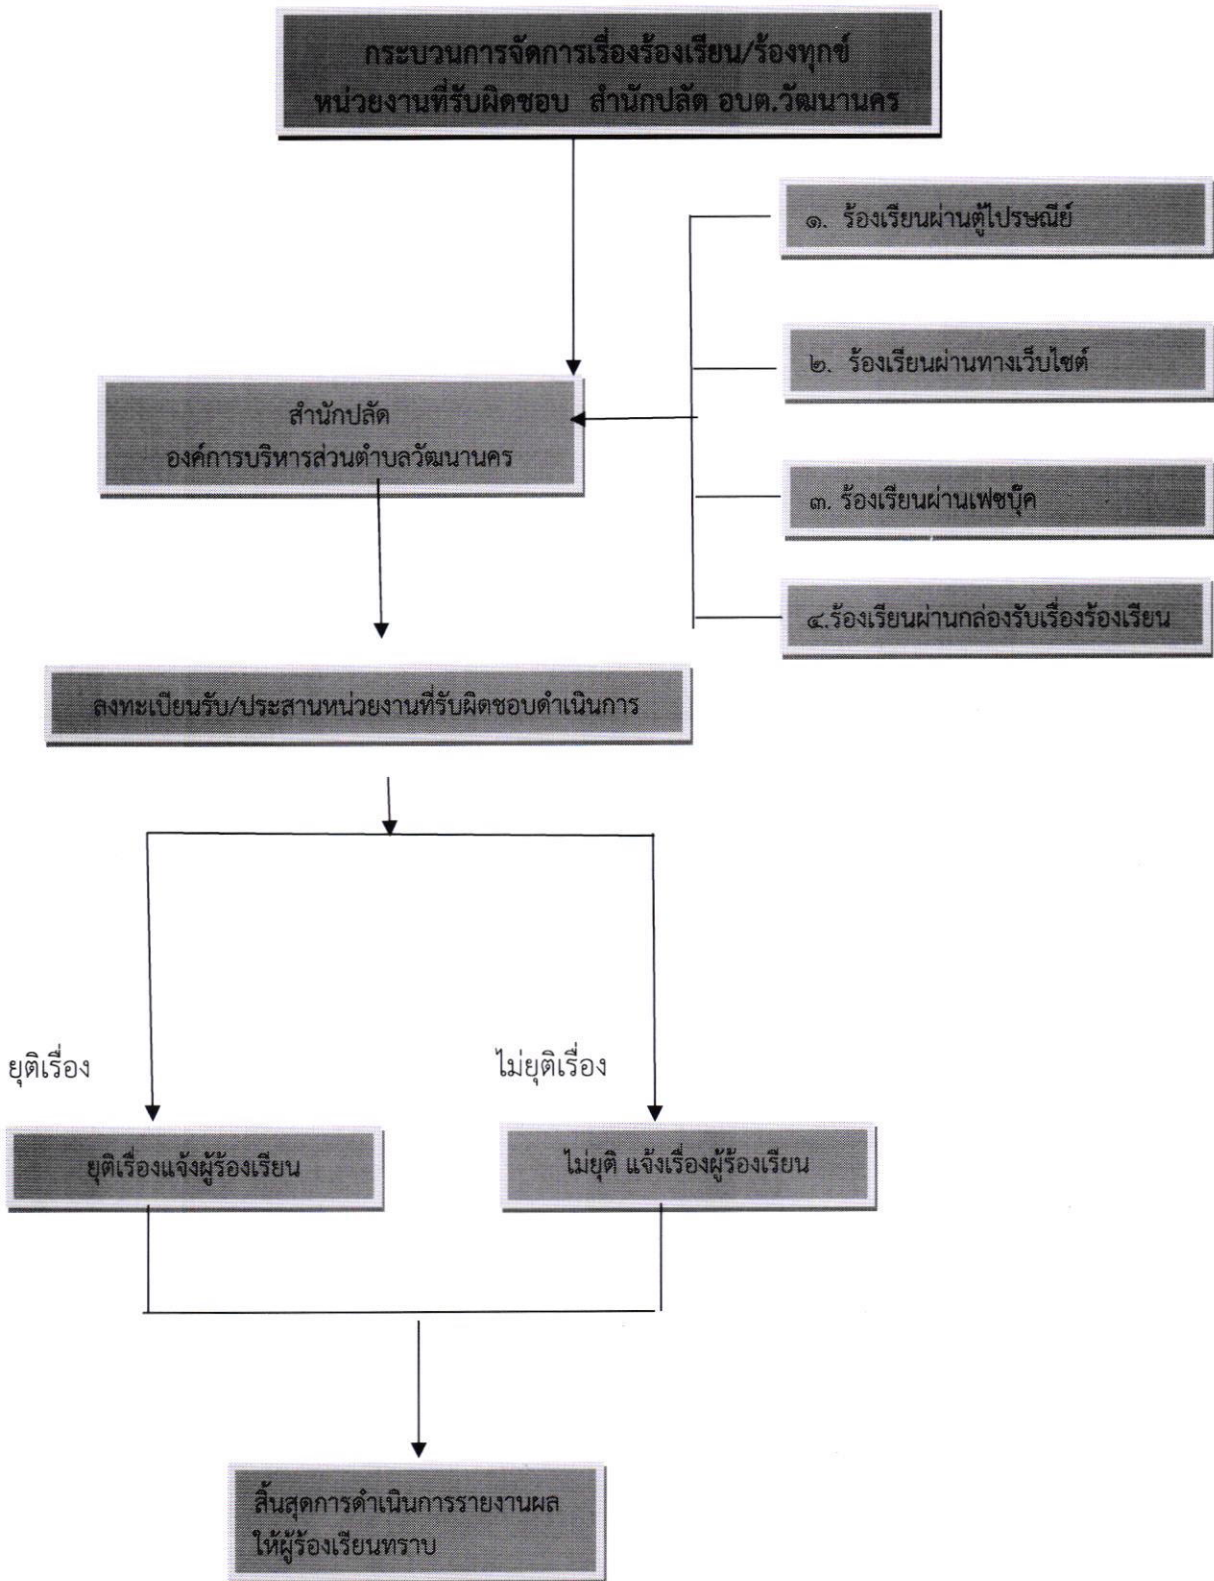 กระบวนการจัดการเรื่องร้องเรียน/ร้องทุกข์
หน่วยงานที่รับผิดชอบ สำนักปลัด อบต.วัฒนานคร
๑. ร้องเรียนผ่านตู้ไปรษณีย์
๒. ร้องเรียนผ่านทางเว็บไซต์
สำนักปลัด
องค์การบริหารส่วนตำบลวัฒนานคร
๓. ร้องเรียนผ่านเฟซบุ๊ค
๔.ร้องเรียนผ่านกล่องรับเรื่องร้องเรียน
ลงทะเบียนรับ/ประสานหน่วยงานที่รับผิดชอบดำเนินการ
ยุติเรื่อง
ไม่ยุติเรื่อง
ยุติเรื่องแจ้งผู้ร้องเรียน
ไม่ยุติ แจ้งเรื่องผู้ร้องเรียน
สิ้นสุดการดำเนินการรายงานผล
ให้ผู้ร้องเรียนทราบ